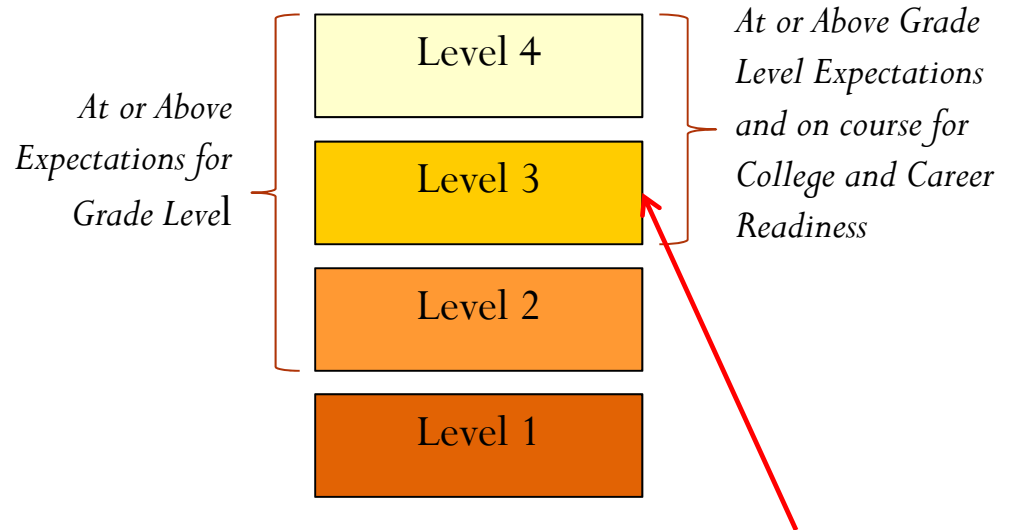 At or Above
Expectations for
Grade Level
Level 4
Level 3
Level 2
Level 1
At or Above Grade
Level Expectations
and on course for
College and Career
Readiness